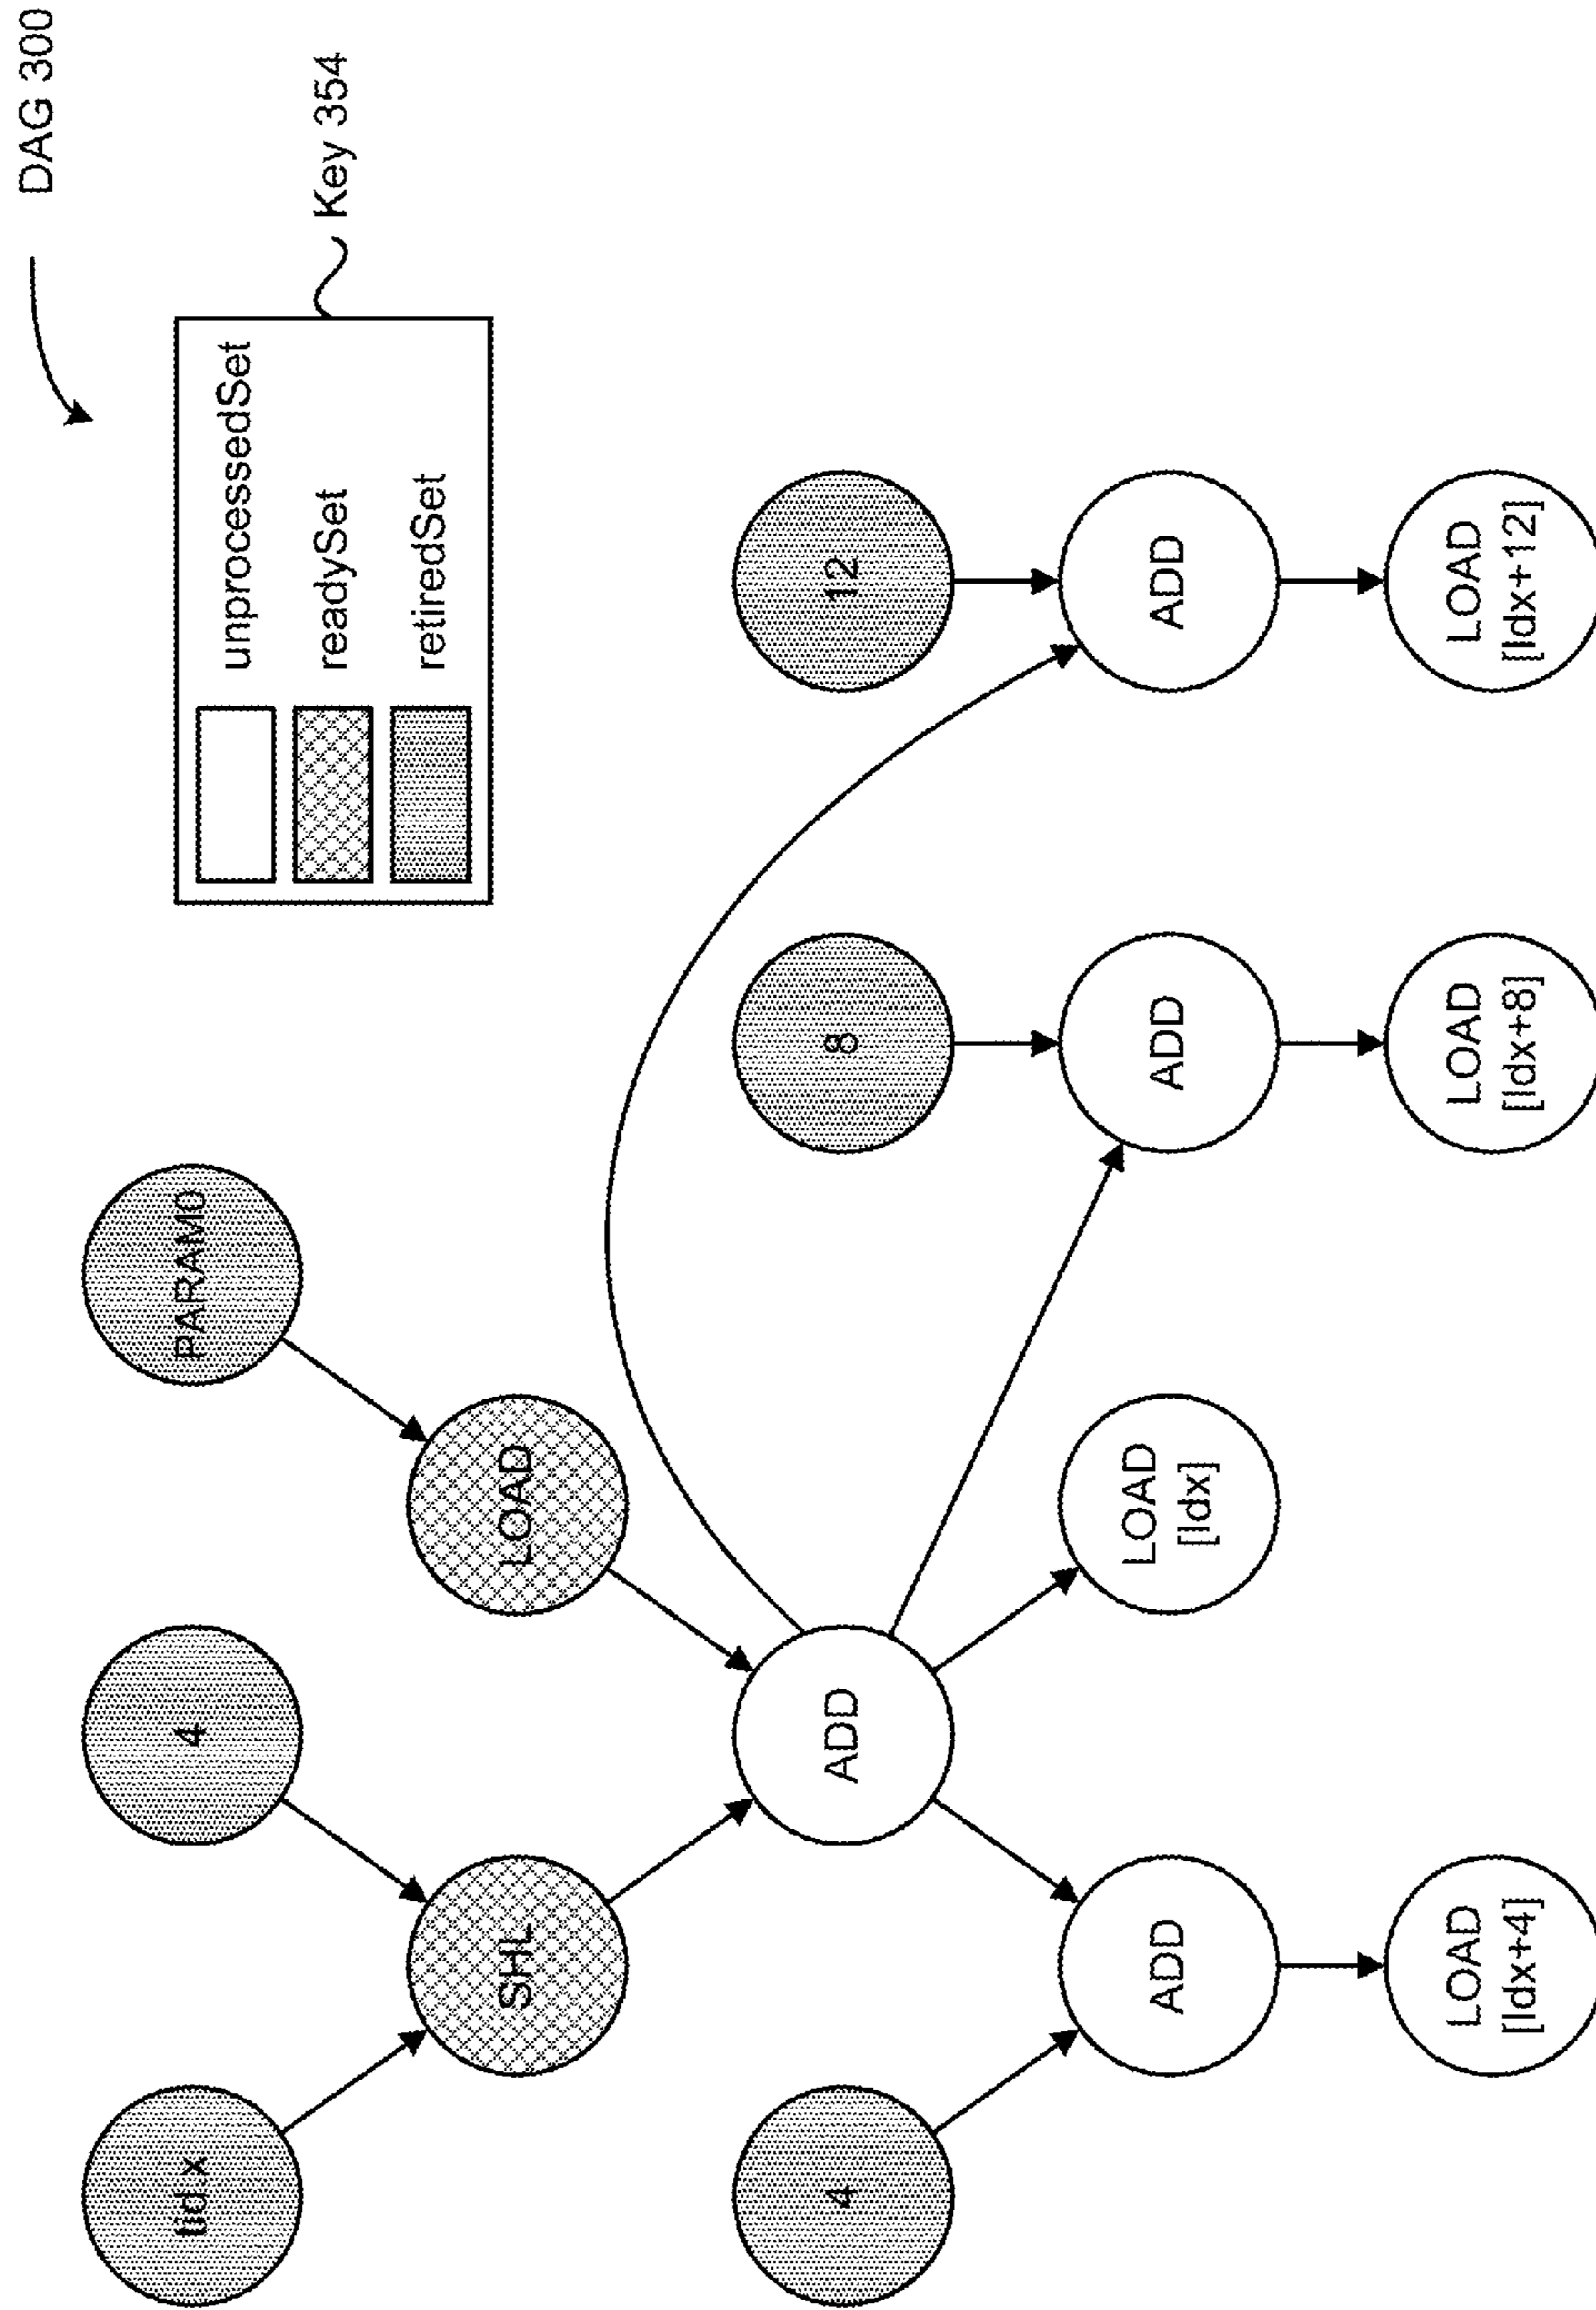 DAG 300
Key 354
unprocessedSet
readySet
retiredSet
tid.x
4
PARAM0
SHL
LOAD
4
ADD
8
12
ADD
LOAD
[Idx]
ADD
ADD
LOAD
[Idx+4]
LOAD
[Idx+8]
LOAD
[Idx+12]